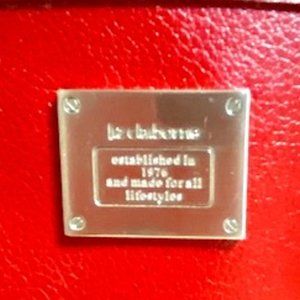 liz claiborne
established in
1976
and made for all
lifestyles